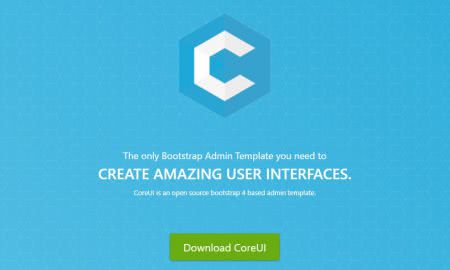 The only Bootstrap Admin Template you need to
CREATE AMAZING USER INTERFACES.
CoreUI is an open source bootstrap 4 based admin template.
Download CoreUI